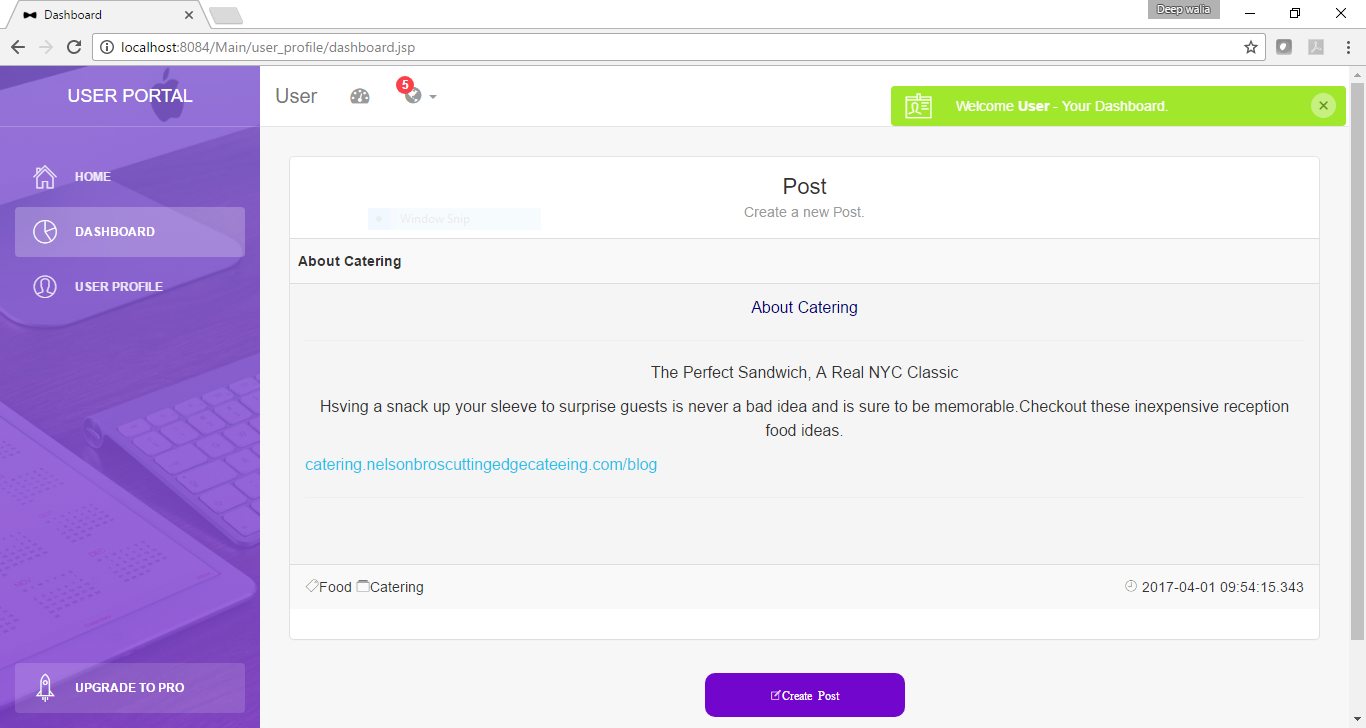 Dashboard
Deep walia
localhost:8084/Main/user_profile/dashboard.jsp
USER PORTAL
User
5
Welcome User - Your Dashboard.
HOME
DASHBOARD
USER PROFILE
UPGRADE TO PRO
Post
Create a new Post.
Window Snip
About Catering
About Catering
The Perfect Sandwich, A Real NYC Classic
Hsving a snack up your sleeve to surprise guests is never a bad idea and is sure to be memorable.Checkout these inexpensive reception
food ideas.
catering.nelsonbroscuttingedgecateeing.com/blog
Food Catering
2017-04-01 09:54:15.343
Create Post